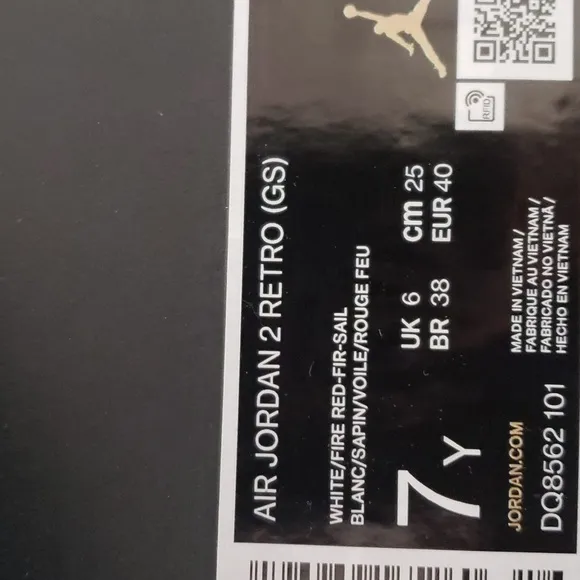 AIR JORDAN 2 RETRO (GS)
WHITE/FIRE RED-FIR-SAIL
BLANC/SAPIN/VOILE/ROUGE FEU
7 Y
UK 6 cm 25
BR 38 EUR 40
JORDAN.COM
DQ8562 101
MADE IN VIETNAM /
FABRIQUE AU VIETNAM /
FABRICADO NO VIETNÃ /
HECHO EN VIETNAM
RFID